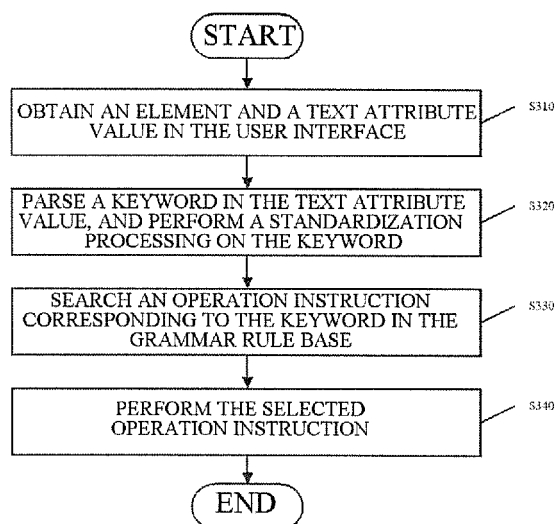 START
OBTAIN AN ELEMENT AND A TEXT ATTRIBUTE
VALUE IN THE USER INTERFACE
S310
PARSE A KEYWORD IN THE TEXT ATTRIBUTE
VALUE, AND PERFORM A STANDARDIZATION
PROCESSING ON THE KEYWORD
S320
SEARCH AN OPERATION INSTRUCTION
CORRESPONDING TO THE KEYWORD IN THE
GRAMMAR RULE BASE
S330
PERFORM THE SELECTED
OPERATION INSTRUCTION
S340
END